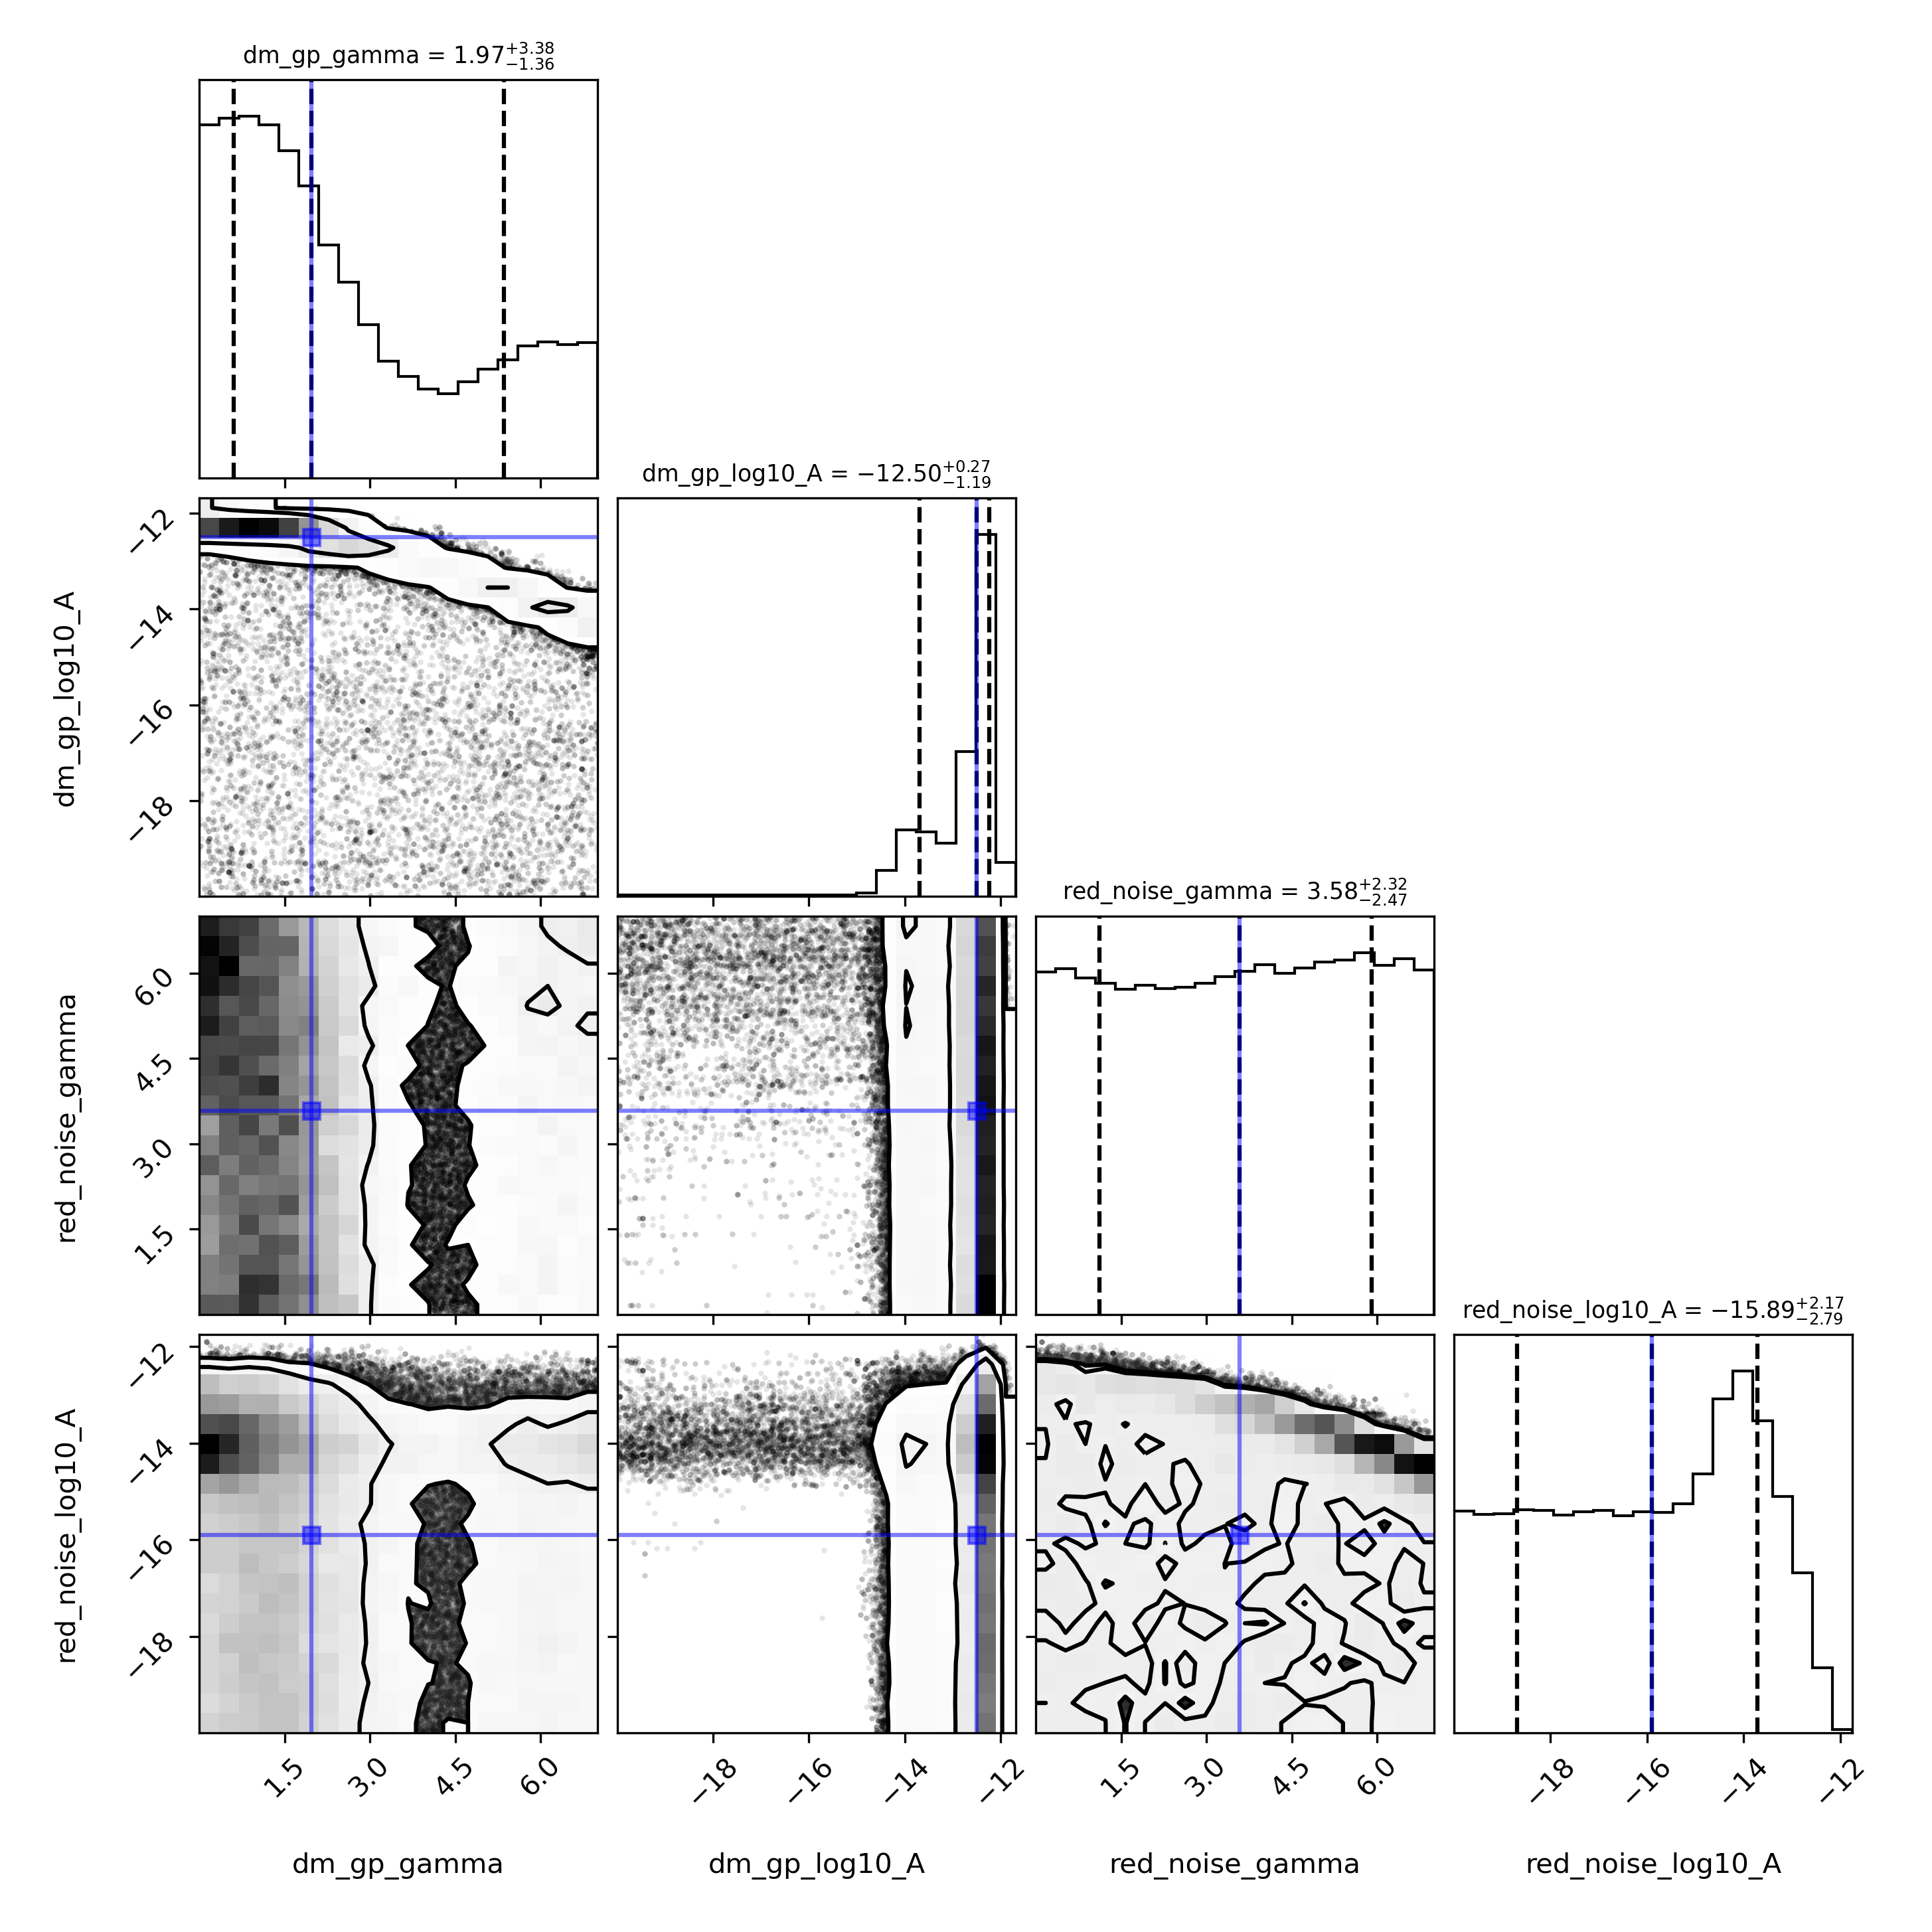 dm_gp_gamma = 1.97+3.38−1.36
dm_gp_log10_A = −12.50+0.27−1.19
−12
−14
−16
−18
dm_gp_log10_A
red_noise_gamma = 3.58+2.32−2.47
6.0
4.5
3.0
1.5
red_noise_gamma
red_noise_log10_A = −15.89+2.17−2.79
−12
−14
−16
−18
red_noise_log10_A
1.5 3.0 4.5 6.0
−18 −16 −14 −12
1.5 3.0 4.5 6.0
−18 −16 −14 −12
dm_gp_gamma
dm_gp_log10_A
red_noise_gamma
red_noise_log10_A